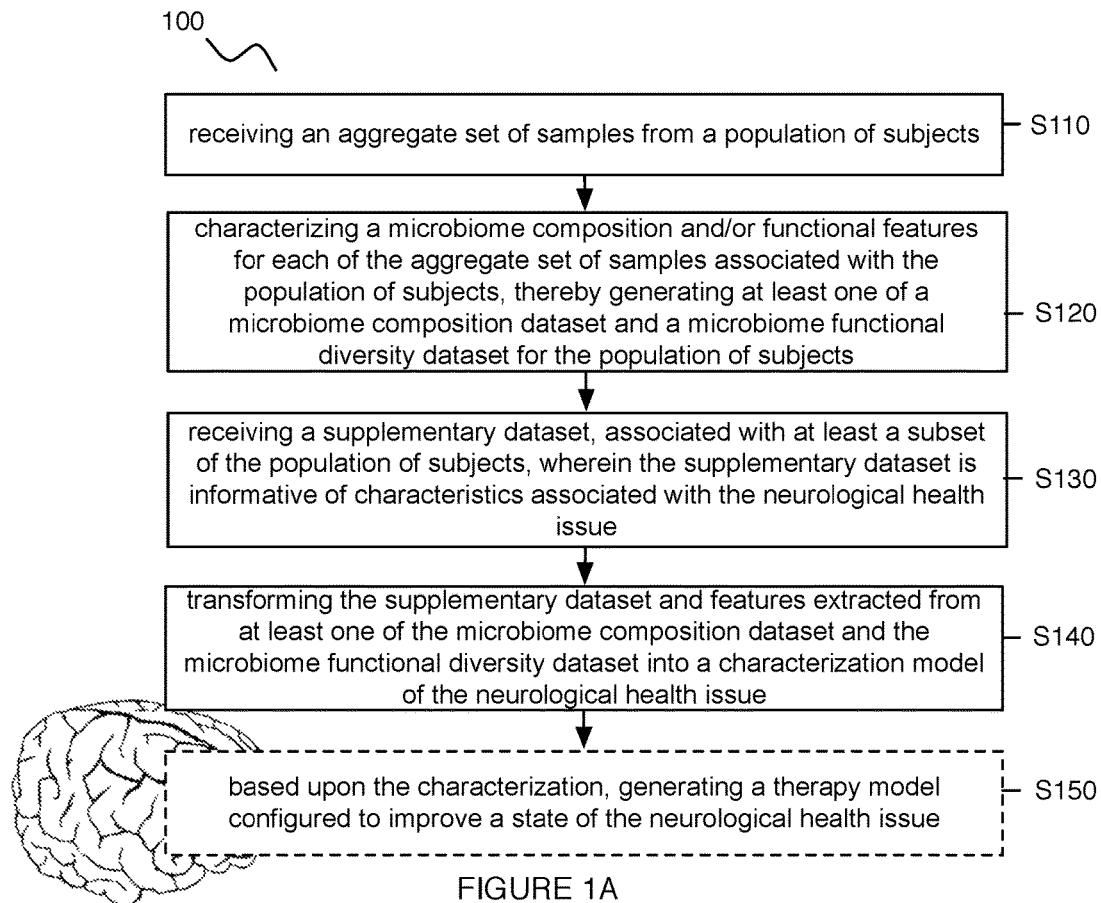 100
receiving an aggregate set of samples from a population of subjects
S110
characterizing a microbiome composition and/or functional features
for each of the aggregate set of samples associated with the
population of subjects, thereby generating at least one of a
microbiome composition dataset and a microbiome functional
diversity dataset for the population of subjects
S120
receiving a supplementary dataset, associated with at least a subset
of the population of subjects, wherein the supplementary dataset is
informative of characteristics associated with the neurological health
issue
S130
transforming the supplementary dataset and features extracted from
at least one of the microbiome composition dataset and the
microbiome functional diversity dataset into a characterization model
of the neurological health issue
S140
based upon the characterization, generating a therapy model
configured to improve a state of the neurological health issue
S150
FIGURE 1A